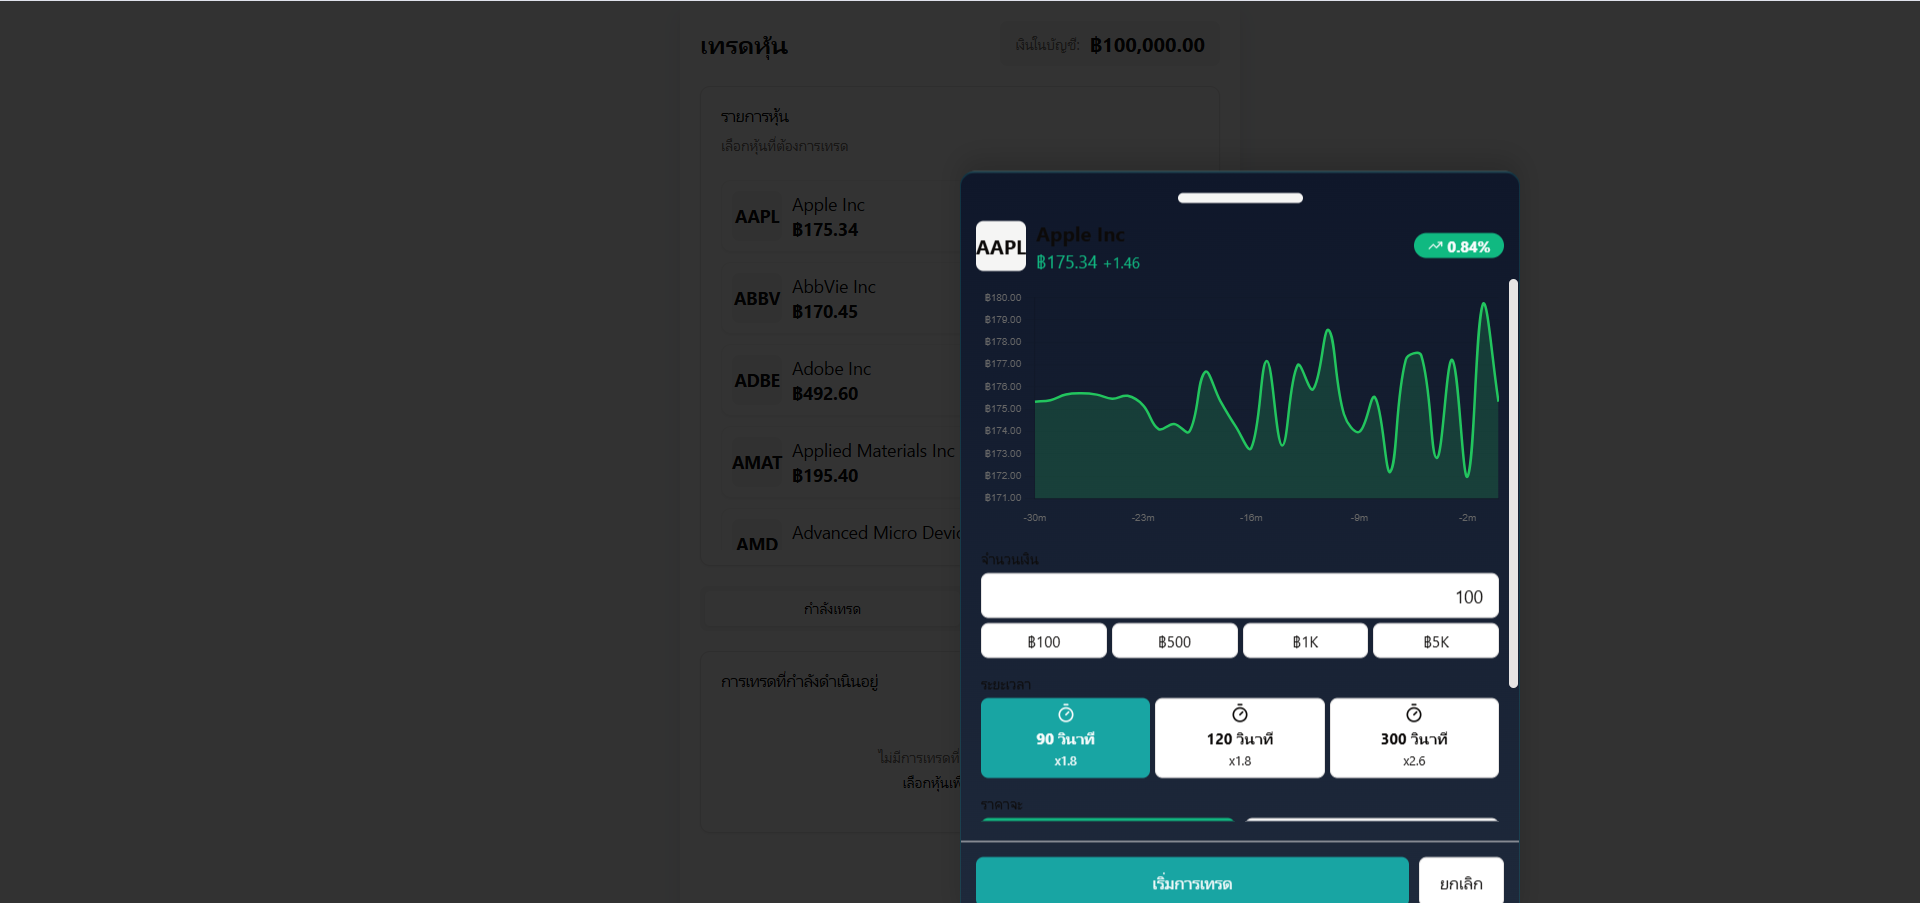 เทรดหุ้น
เงินในบัญชี: ฿100,000.00
รายการหุ้น
เลือกหุ้นที่ต้องการเทรด
AAPL
Apple Inc
฿175.34
ABBV
AbbVie Inc
฿170.45
ADBE
Adobe Inc
฿492.60
AMAT
Applied Materials Inc
฿195.40
AMD
Advanced Micro
กำลังเทรด
การเทรดที่กำลังดำเนินอยู่
ไม่มีการเทรดที่
เลือกหุ้น
AAPL
Apple Inc
฿175.34 +1.46
0.84%
฿180.00
฿179.00
฿178.00
฿177.00
฿176.00
฿175.00
฿174.00
฿173.00
฿172.00
฿171.00
-30m -23m -16m -9m -2m
จำนวนเงิน
100
฿100 ฿500 ฿1K ฿5K
ระยะเวลา
90 วินาที 120 วินาที 300 วินาที
x1.8 x1.8 x2.6
ราคาจะ
เริ่มการเทรด ยกเลิก